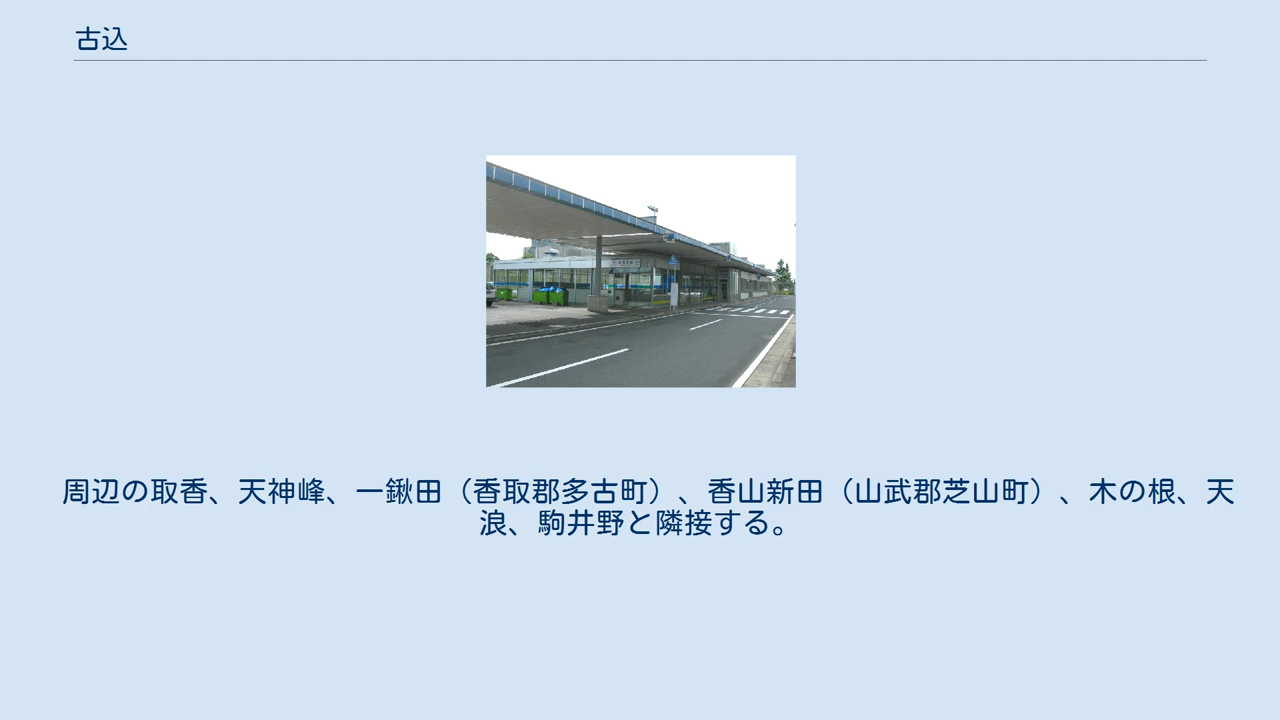 古込
周辺の取香、天神峰、一鍬田（香取郡多古町）、香山新田（山武郡芝山町）、木の根、天
浪、駒井野と隣接する。